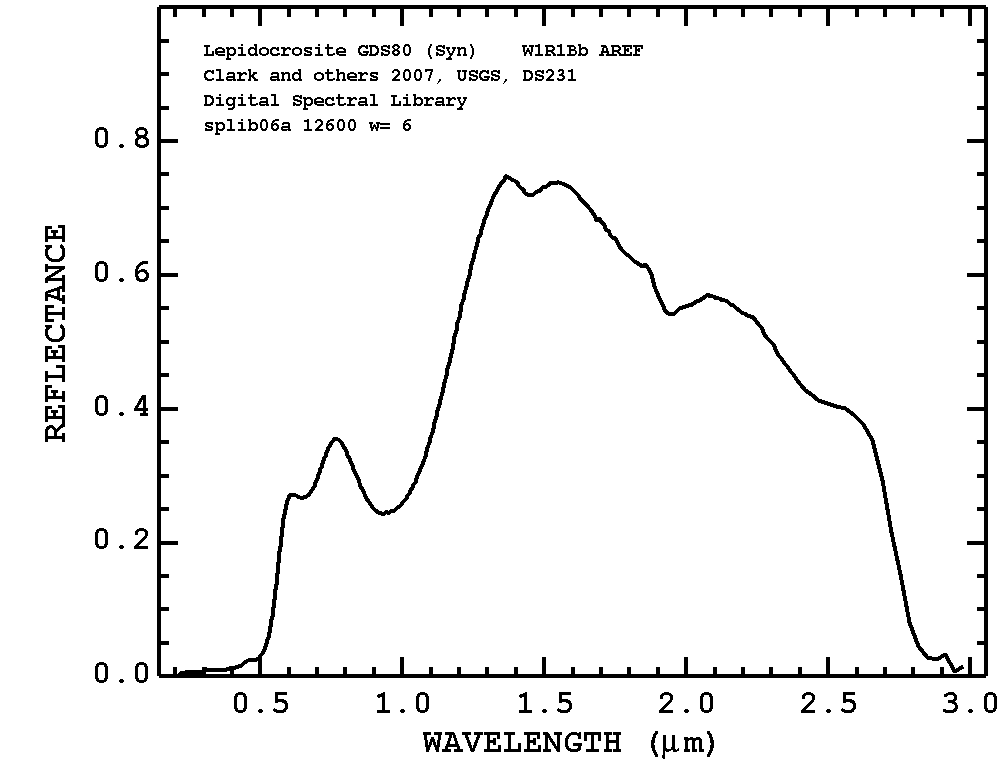 Lepidocrosite GDS80 (Syn) W1R1Bb AREF
Clark and others 2007, USGS, DS231
Digital Spectral Library
splib06a 12600 w= 6
REFLECTANCE
0.8
0.6
0.4
0.2
0.0
0.5 1.0 1.5 2.0 2.5 3.0
WAVELENGTH (μm)